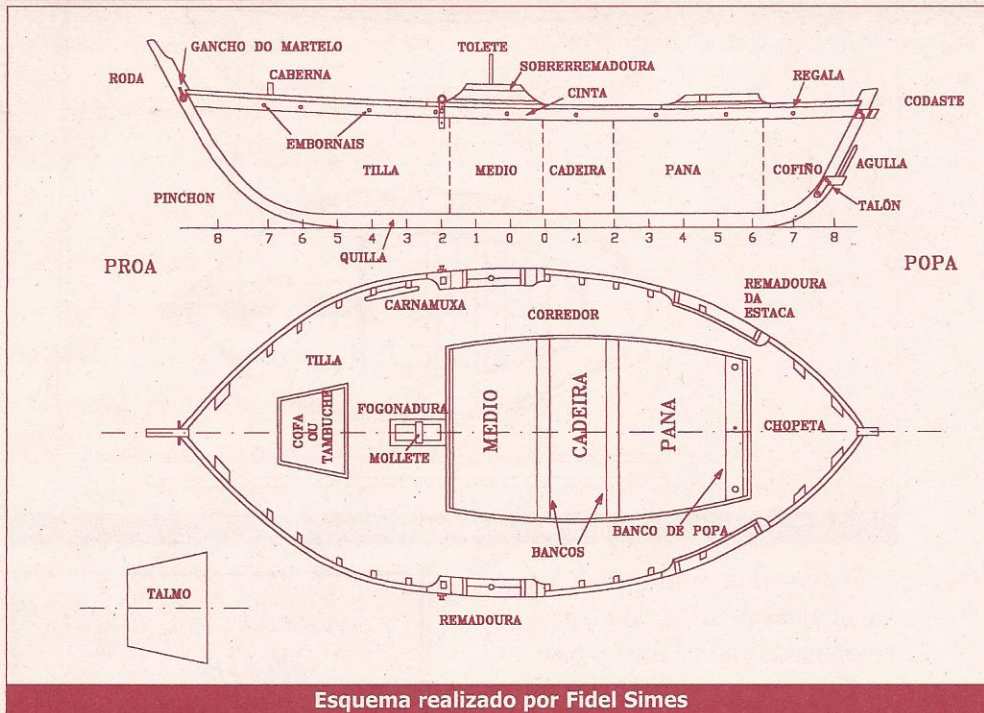 GANCHO DO MARTELO
TOLETE
RODA
CABERNA
SOBRERREMADOURA
REGALA
CINTA
CODASTE
EMBORNAIS
TILLA
MEDIO
CADEIRA
PANA
COFIÑO
AGULLA
PINCHON
TALÓN
8 7 6 5 4 3 2 1 0 0 1 2 4 5 6 7 8
QUILLA
PROA
POPA
CARNAMUXA
CORREDOR
REMADOURA
DA
ESTACA
TILLA
COFA
OU
TAMBUCHE
FOGONADURA
MOLLETE
MEDIO
CADEIRA
PANA
CHOPETA
BANCOS
BANCO DE POPA
TALMO
REMADOURA
Esquema realizado por Fidel Simes